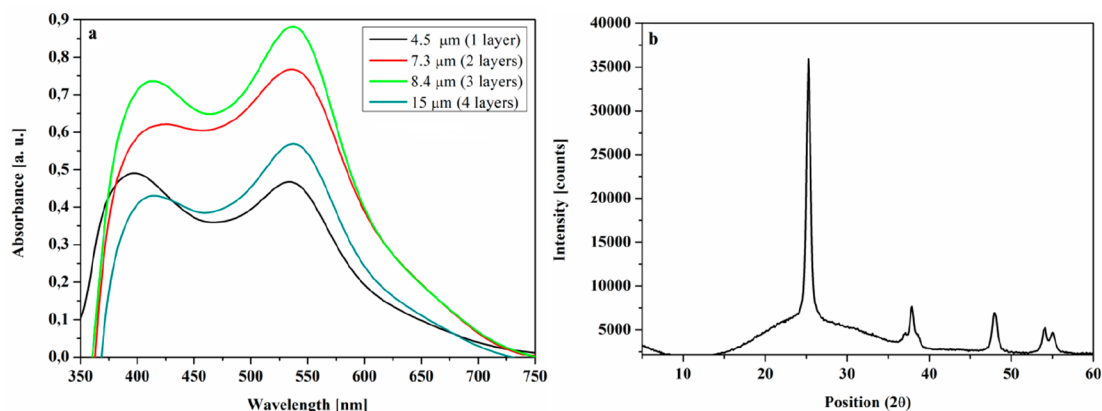 a
0,9
0,8
0,7
0,6
0,5
0,4
0,3
0,2
0,1
0,0
Absorbance [a. u.]
4.5 μm (1 layer)
7.3 μm (2 layers)
8.4 μm (3 layers)
15 μm (4 layers)
350 400 450 500 550 600 650 700 750
Wavelength [nm]
b
40000
35000
30000
25000
20000
15000
10000
5000
Intensity [counts]
10 20 30 40 50 60
Position (2θ)